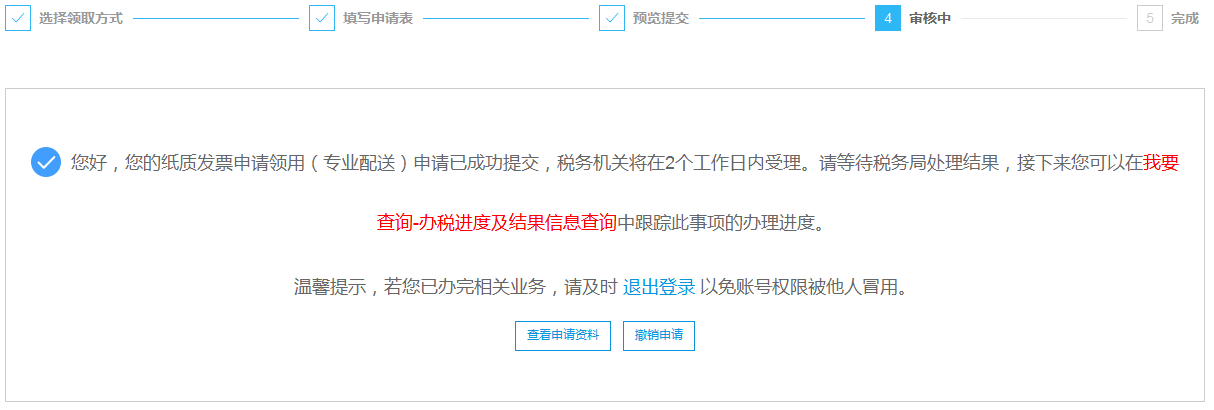 选择领取方式 填写申请表 预览提交 4 审核中 5 完成
您好，您的纸质发票申请领用（专业配送）申请已成功提交，税务机关将在2个工作日内受理。请等待税务局处理结果，接下来您可以在我要
查询-办税进度及结果信息查询中跟踪此事项的办理进度。
温馨提示，若您已办完相关业务，请及时 退出登录 以免账号权限被他人冒用。
查看申请资料 撤销申请